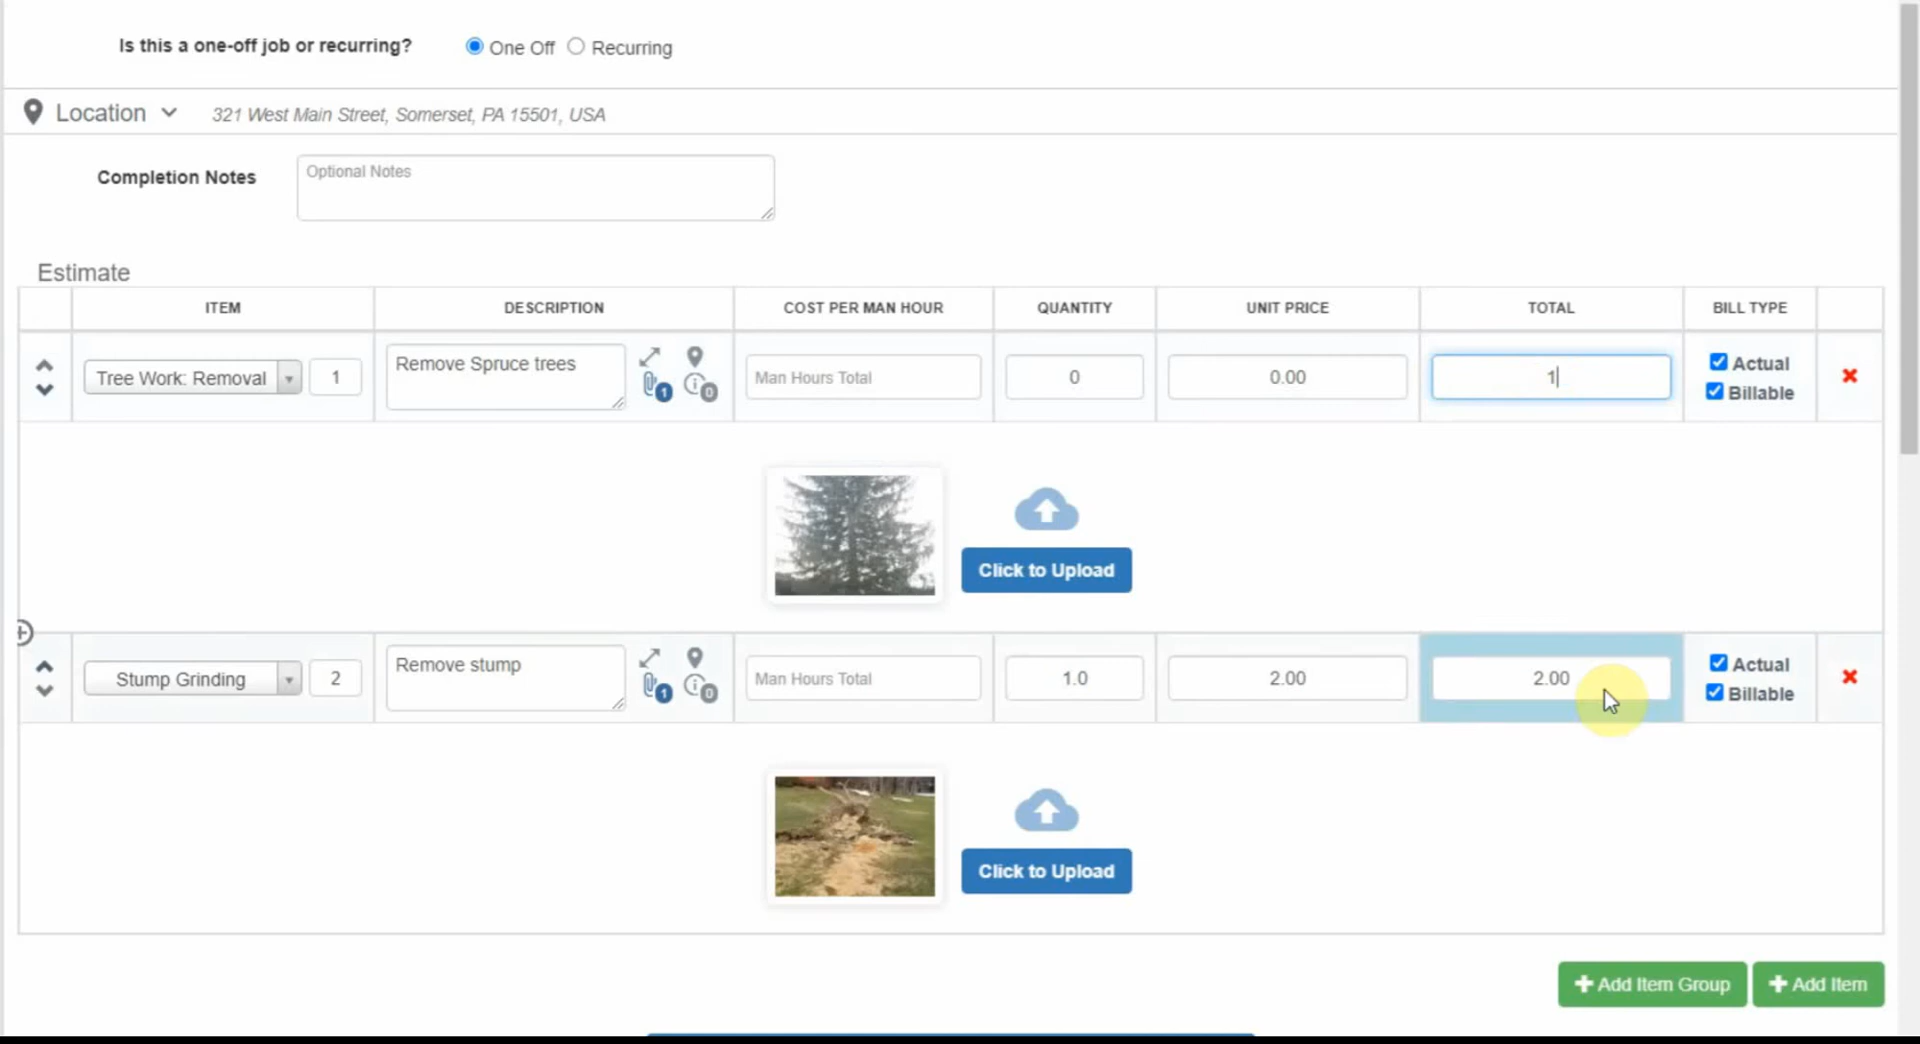 Is this a one-off job or recurring? One Off Recurring
Location 321 West Main Street, Somerset, PA 15501, USA
Completion Notes Optional Notes
Estimate
ITEM DESCRIPTION COST PER MAN HOUR QUANTITY UNIT PRICE TOTAL BILL TYPE
Tree Work: Removal 1 Remove Spruce trees 1 0 Man Hours Total 0 0.00 1 Actual
Billable
Click to Upload
Stump Grinding 2 Remove stump 1 0 Man Hours Total 1.0 2.00 2.00 Actual
Billable
Click to Upload
Add Item Group Add Item